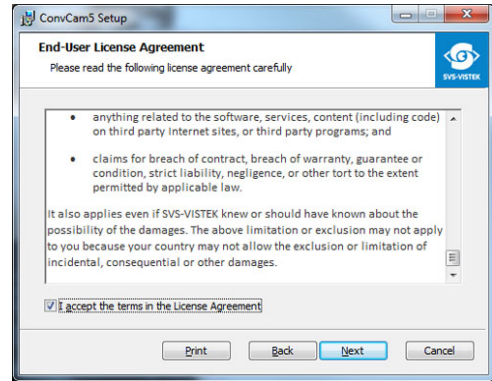 ConvCam5 Setup
End-User License Agreement
Please read the following license agreement carefully
SVS-VISTEK
• anything related to the software, services, content (including code)
on third party Internet sites, or third party programs; and
• claims for breach of contract, breach of warranty, guarantee or
condition, strict liability, negligence, or other tort to the extent
permitted by applicable law.
It also applies even if SVS-VISTEK knew or should have known about the
possibility of the damages. The above limitation or exclusion may not apply
to you because your country may not allow the exclusion or limitation of
incidental, consequential or other damages.
I accept the terms in the License Agreement
Print Back Next Cancel